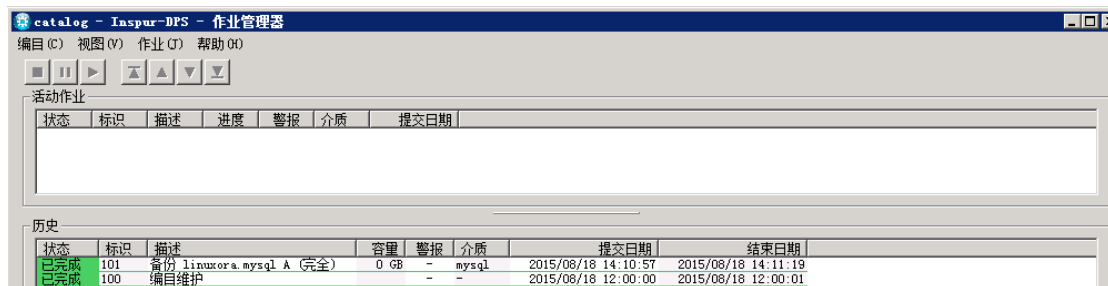 catalog - Inspur-DPS - 作业管理器
编目(C) 视图(V) 作业(J) 帮助(H)
活动作业
状态 标识 描述 进度 警报 介质 提交日期
历史
状态 标识 描述 容量 警报 介质 提交日期 结束日期
已完成 101 备份 linuxora.mysql A (完全) 0 GB - mysql 2015/08/18 14:10:57 2015/08/18 14:11:19
已完成 100 编目维护 - - 2015/08/18 12:00:00 2015/08/18 12:00:01